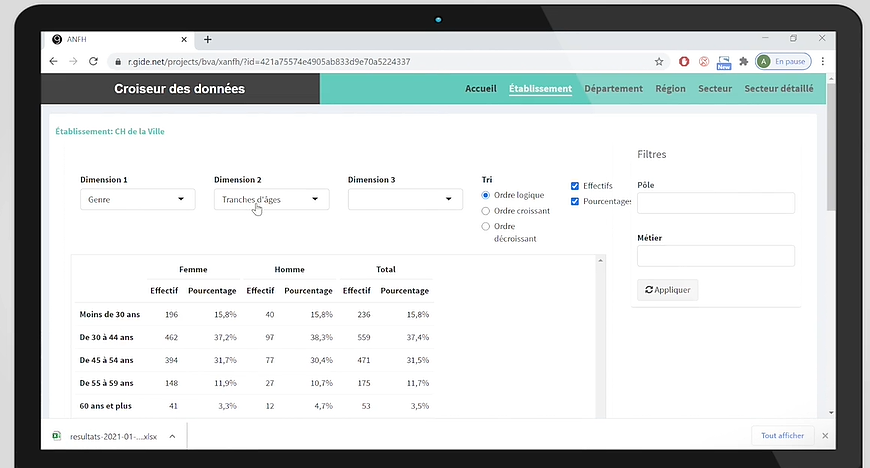 ANFH
r.gide.net/projects/bva/xanfh/?id=421a75574e4905ab833d9e70a5224337
New
A
En pause
Croiseur des données
Accueil Établissement Département Région Secteur Secteur détaillé
Établissement: CH de la Ville
Filtres
Dimension 1 Dimension 2 Dimension 3 Tri
Genre Tranches d'âges
Ordre logique
Ordre croissant
Ordre
décroissant
Effectifs
Pourcentages
Pôle
Métier
Appliquer
Femme Homme Total
Effectif Pourcentage Effectif Pourcentage Effectif Pourcentage
Moins de 30 ans 196 15,8% 40 15,8% 236 15,8%
De 30 à 44 ans 462 37,2% 97 38,3% 559 37,4%
De 45 à 54 ans 394 31,7% 77 30,4% 471 31,5%
De 55 à 59 ans 148 11,9% 27 10,7% 175 11,7%
60 ans et plus 41 3,3% 12 4,7% 53 3,5%
resultats-2021-01-....xlsx
Tout afficher